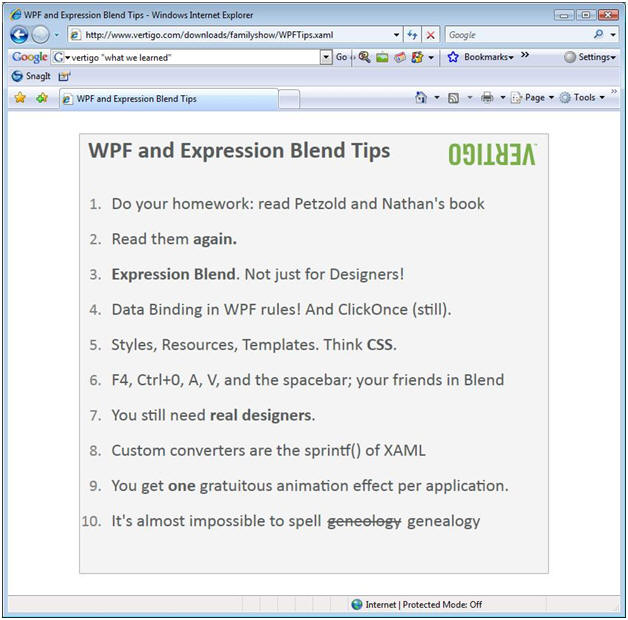 WPF and Expression Blend Tips - Windows Internet Explorer
http://www.vertigo.com/downloads/familyshow/WPFTips.xaml
Google
Google vertigo "what we learned" Go Bookmarks Settings
SnagIt
WPF and Expression Blend Tips Page Tools
WPF and Expression Blend Tips VERTIGO
1. Do your homework: read Petzold and Nathan's book
2. Read them again.
3. Expression Blend. Not just for Designers!
4. Data Binding in WPF rules! And ClickOnce (still).
5. Styles, Resources, Templates. Think CSS.
6. F4, Ctrl+0, A, V, and the spacebar; your friends in Blend
7. You still need real designers.
8. Custom converters are the sprintf() of XAML
9. You get one gratuitous animation effect per application.
10. It's almost impossible to spell geneology genealogy
Internet | Protected Mode: Off